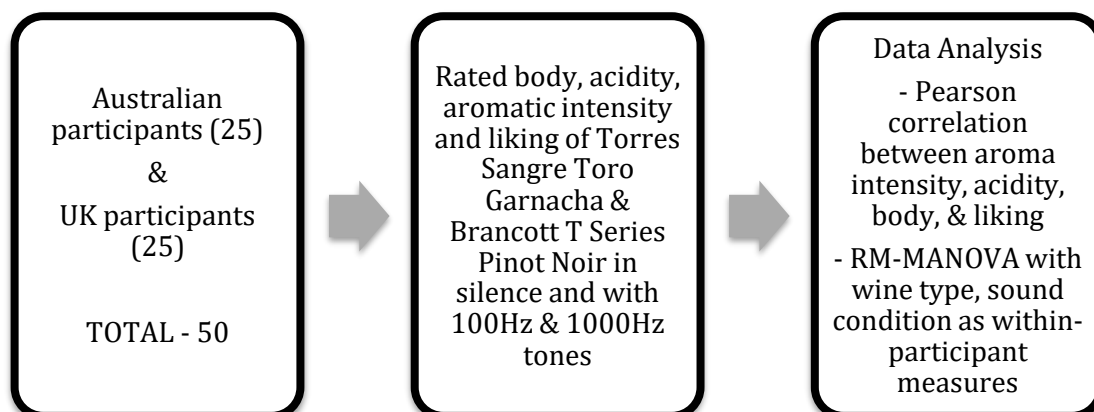 Australian
participants (25)
&
UK participants
(25)
TOTAL - 50
Rated body, acidity,
aromatic intensity
and liking of Torres
Sangre Toro
Garnacha &
Brancott T Series
Pinot Noir in
silence and with
100Hz & 1000Hz
tones
Data Analysis
- Pearson
correlation
between aroma
intensity, acidity,
body, & liking
- RM-MANOVA with
wine type, sound
condition as within-
participant
measures